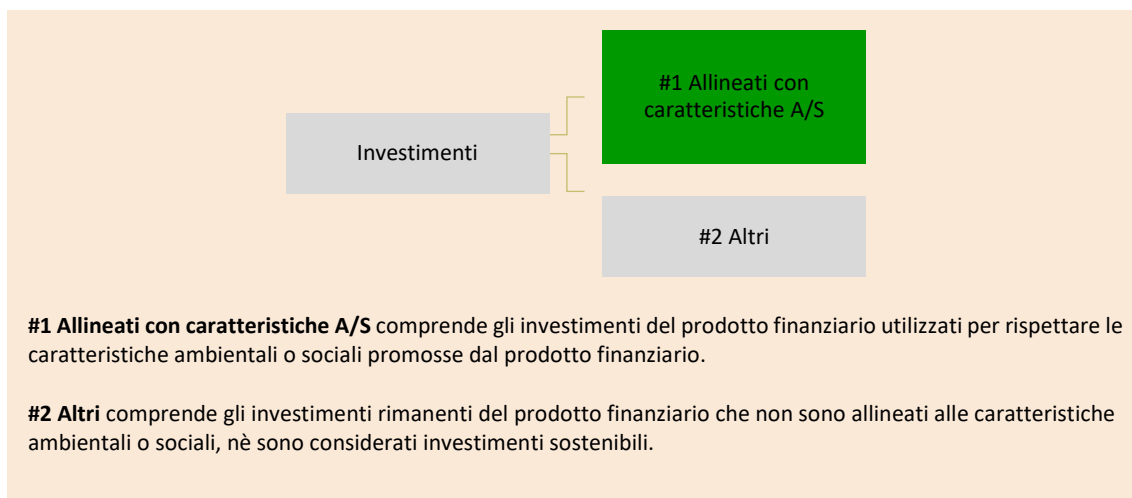 #1 Allineati con
caratteristiche A/S
Investimenti
#2 Altri
#1 Allineati con caratteristiche A/S comprende gli investimenti del prodotto finanziario utilizzati per rispettare le
caratteristiche ambientali o sociali promosse dal prodotto finanziario.
#2 Altri comprende gli investimenti rimanenti del prodotto finanziario che non sono allineati alle caratteristiche
ambientali o sociali, nè sono considerati investimenti sostenibili.